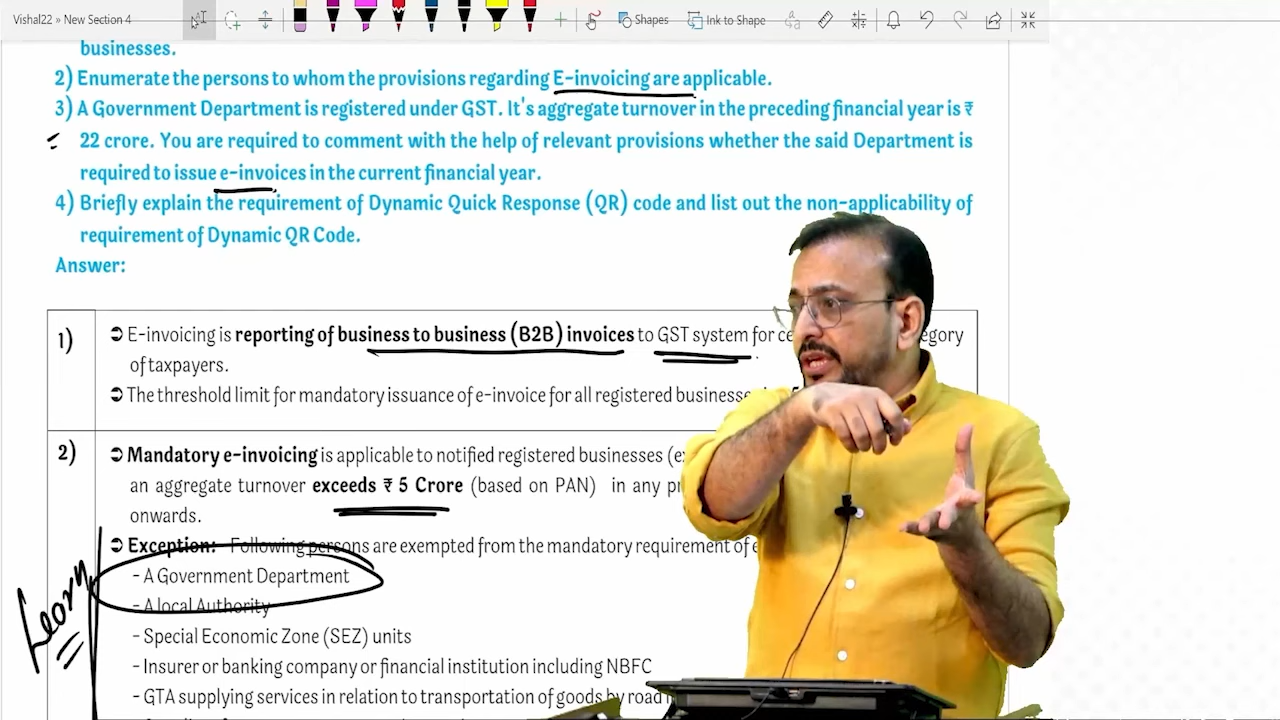 Vishal22 » New Section 4
Shapes
Ink to Shape
businesses.
2) Enumerate the persons to whom the provisions regarding E-invoicing are applicable.
3) A Government Department is registered under GST. It's aggregate turnover in the preceding financial year is ₹
22 crore. You are required to comment with the help of relevant provisions whether the said Department is
required to issue e-invoices in the current financial year.
4) Briefly explain the requirement of Dynamic Quick Response (QR) code and list out the non-applicability of
requirement of Dynamic QR Code.
Answer:
1) ➲ E-invoicing is reporting of business to business (B2B) invoices to GST system for
of taxpayers.
➲ The threshold limit for mandatory issuance of e-invoice for all registered
2) ➲ Mandatory e-invoicing is applicable to notified registered businesses
an aggregate turnover exceeds ₹ 5 Crore (based on PAN) in any
onwards.
➲ Exception: Following persons are exempted from the mandatory requirement of
- A Government Department
- A local Authority
Learn
- Special Economic Zone (SEZ) units
- Insurer or banking company or financial institution including NBFC
- GTA supplying services in relation to transportation of goods by road